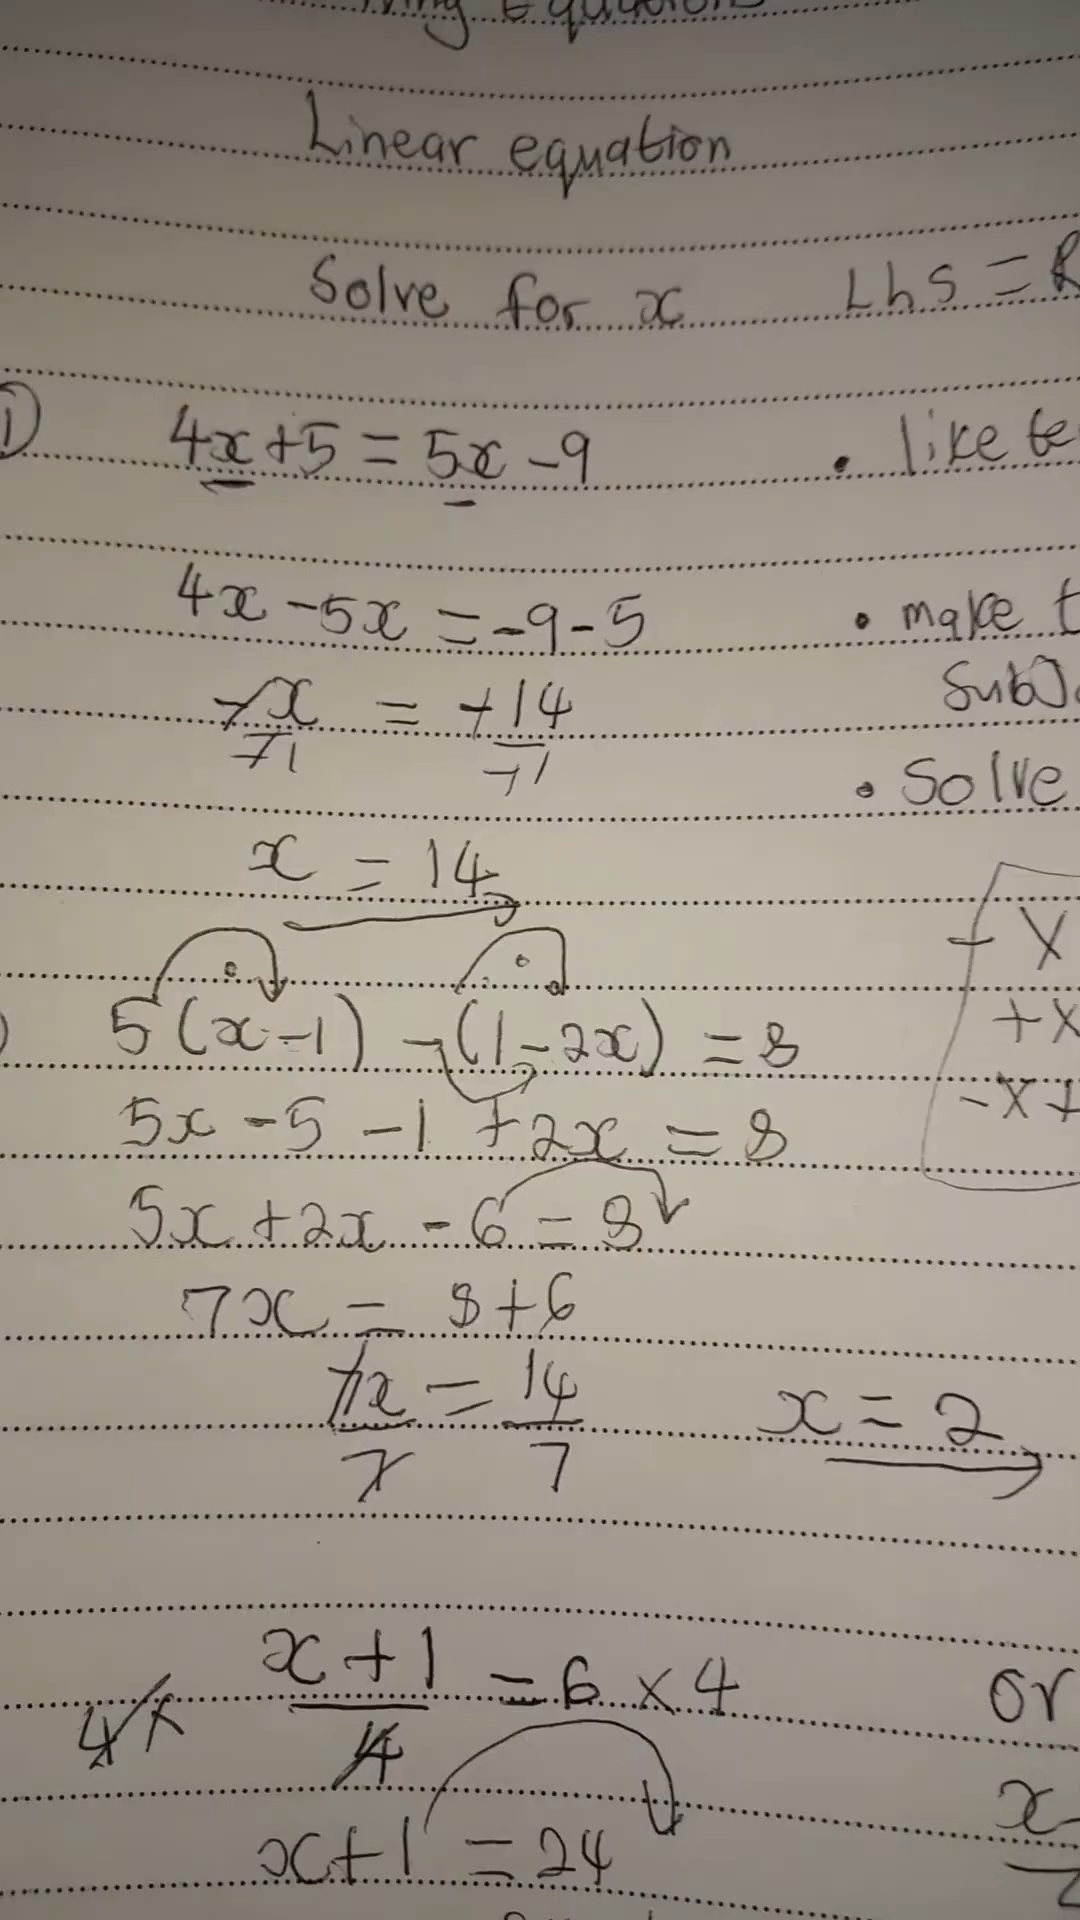 Equations
Linear equation
Solve for x LhS =
① 4x + 5 = 5x - 9 • like
4x - 5x = -9 - 5 • make
-x = -14
-1 -1
• Solve
x = 14
- X
5 (x - 1) - (1 - 2x) = 8 + X
5x - 5 - 1 + 2x = 8 - X +
5x + 2x - 6 = 8
7x = 8 + 6
7x = 14 x = 2
7 7
x + 1 = 6 x 4 or
4 x 4
x
x + 1 = 24